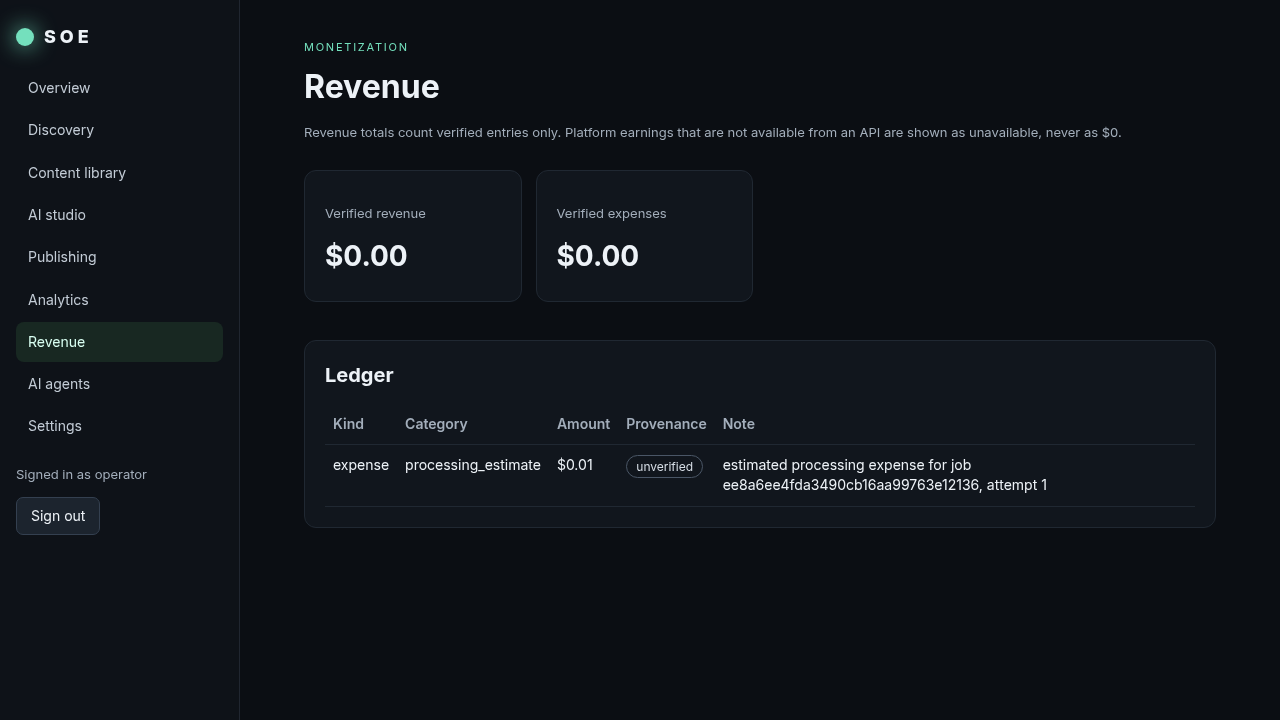 SOE
Overview
Discovery
Content library
AI studio
Publishing
Analytics
Revenue
AI agents
Settings
Signed in as operator
Sign out
MONETIZATION
Revenue
Revenue totals count verified entries only. Platform earnings that are not available from an API are shown as unavailable, never as $0.
Verified revenue
$0.00
Verified expenses
$0.00
Ledger
Kind Category Amount Provenance Note
expense processing_estimate $0.01 unverified estimated processing expense for job
ee8a6ee4fda3490cb16aa99763e12136, attempt 1